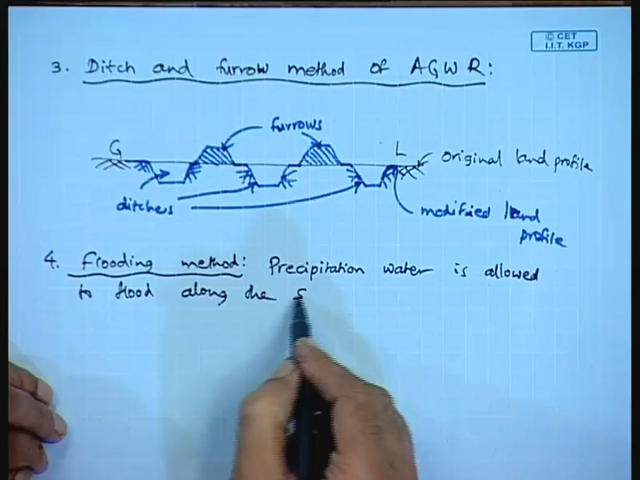 © CET
I.I.T. KGP
3. Ditch and furrow method of AGWR:
furrows
G L
original land profile
ditchers
modified land
profile
4. Flooding method: Precipitation water is allowed
to flood along the s